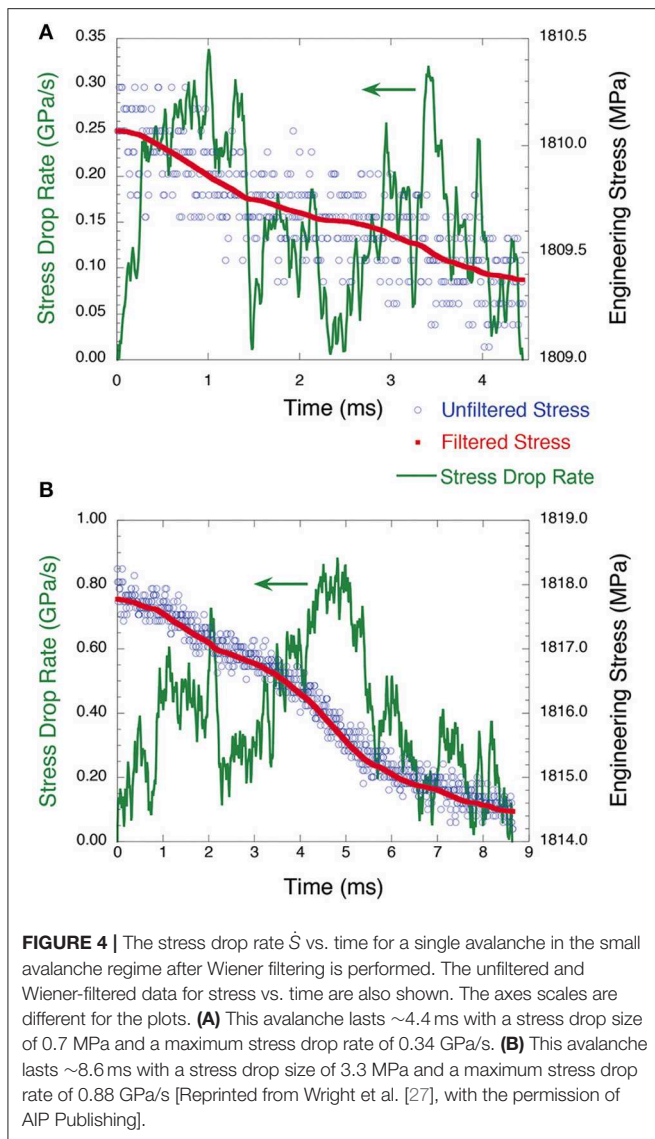 A
0.35
0.30
0.25
0.20
0.15
0.10
0.05
0.00
Stress Drop Rate (GPa/s)
1810.5
1810.0
1809.5
1809.0
Engineering Stress (MPa)
0 1 2 3 4
Time (ms)
Unfiltered Stress
Filtered Stress
Stress Drop Rate
B
1.00
0.80
0.60
0.40
0.20
0.00
Stress Drop Rate (GPa/s)
1819.0
1818.0
1817.0
1816.0
1815.0
1814.0
Engineering Stress (MPa)
0 1 2 3 4 5 6 7 8 9
Time (ms)
FIGURE 4 | The stress drop rate Ṡ vs. time for a single avalanche in the small
avalanche regime after Wiener filtering is performed. The unfiltered and
Wiener-filtered data for stress vs. time are also shown. The axes scales are
different for the plots. (A) This avalanche lasts ~4.4 ms with a stress drop size
of 0.7 MPa and a maximum stress drop rate of 0.34 GPa/s. (B) This avalanche
lasts ~8.6 ms with a stress drop size of 3.3 MPa and a maximum stress drop
rate of 0.88 GPa/s [Reprinted from Wright et al. [27], with the permission of
AIP Publishing].